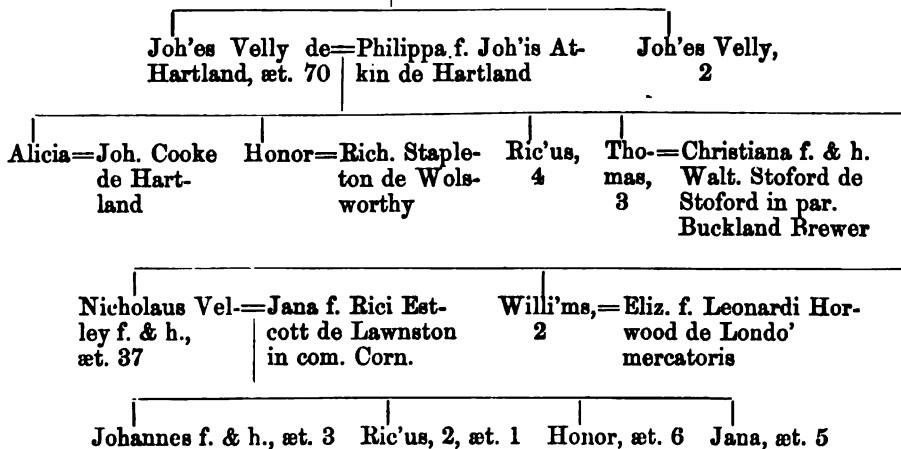 Joh'es Velly de=Philippa f. Joh'is At- Joh'es Velly,
Hartland, æt. 70 kin de Hartland 2
Alicia=Joh. Cooke Honor=Rich. Staple- Ric'us, Tho-=Christiana f. & h.
de Hart- ton de Wols- 4 mas, Walt. Stoford de
land worthy 3 Stoford in par.
Buckland Brewer
Nicholaus Vel-=Jana f. Rici Est- Willi'ms,= Eliz. f. Leonardi Hor-
ley f. & h., cott de Lawnston 2 wood de Londo'
æt. 37 in com. Corn. mercatoris
Johannes f. & h., æt. 3 Ric'us, 2, æt. 1 Honor, æt. 6 Jana, æt. 5